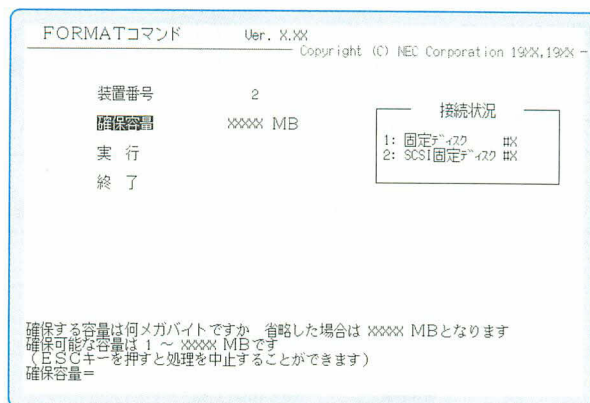 FORMATコマンド Ver. X.XX
Copyright (C) NEC Corporation 19XX,19XX
装置番号 2
確保容量 XXXXX MB
実 行
終 了
接続状況
1: 固定ディスク #X
2: SCSI固定ディスク #X
確保する容量は何メガバイトですか 省略した場合は XXXXX MBとなります
確保可能な容量は 1 ~ XXXXX MBです
(ESCキーを押すと処理を中止することができます)
確保容量=